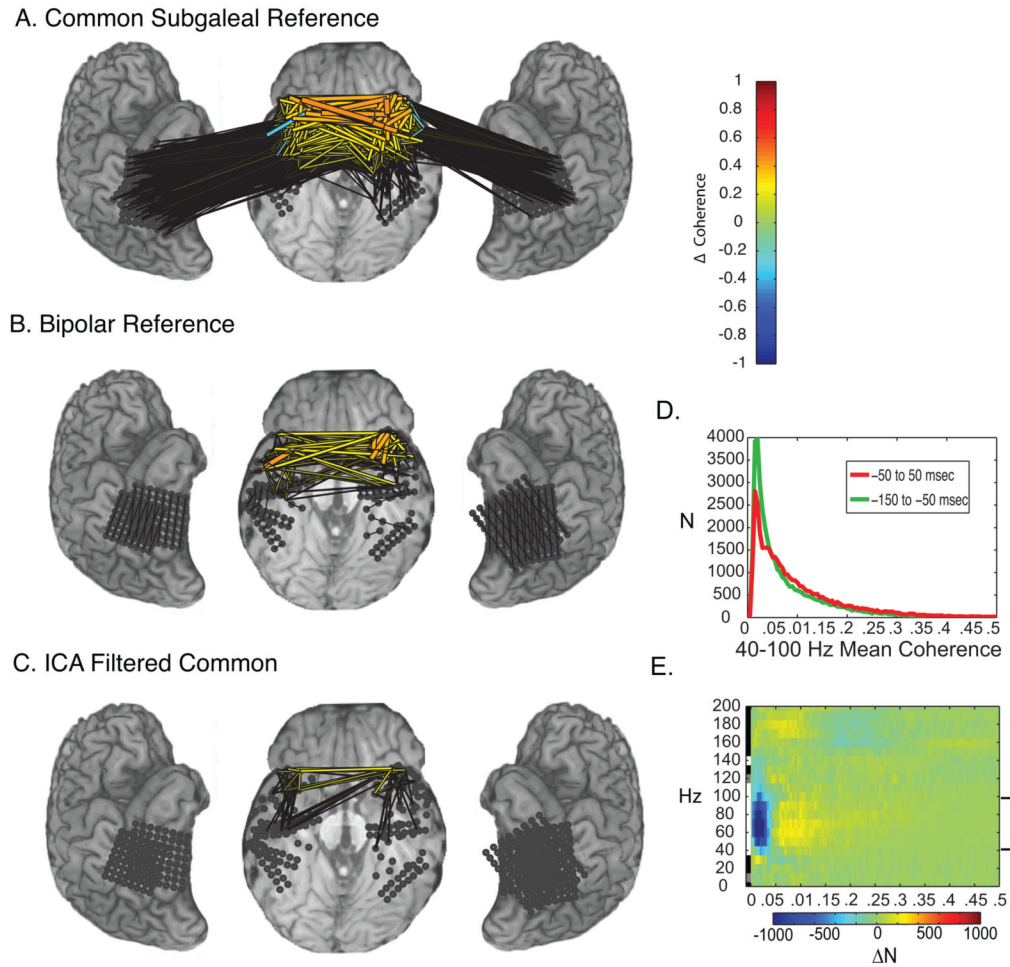 A. Common Subgaleal Reference
1
0.8
0.6
0.4
0.2
0
-0.2
-0.4
-0.6
-0.8
-1
Δ Coherence
B. Bipolar Reference
D.
4000
3500
3000
2500
2000
1500
1000
500
0
N
−50 to 50 msec
−150 to −50 msec
0 .05 .01 .15 .2 .25 .3 .35 .4 .45 .5
40-100 Hz Mean Coherence
C. ICA Filtered Common
E.
200
180
160
140
120
100
80
60
40
20
0
Hz
0 .05 .01 .15 .2 .25 .3 .35 .4 .45 .5
-1000 -500 0 500 1000
ΔN